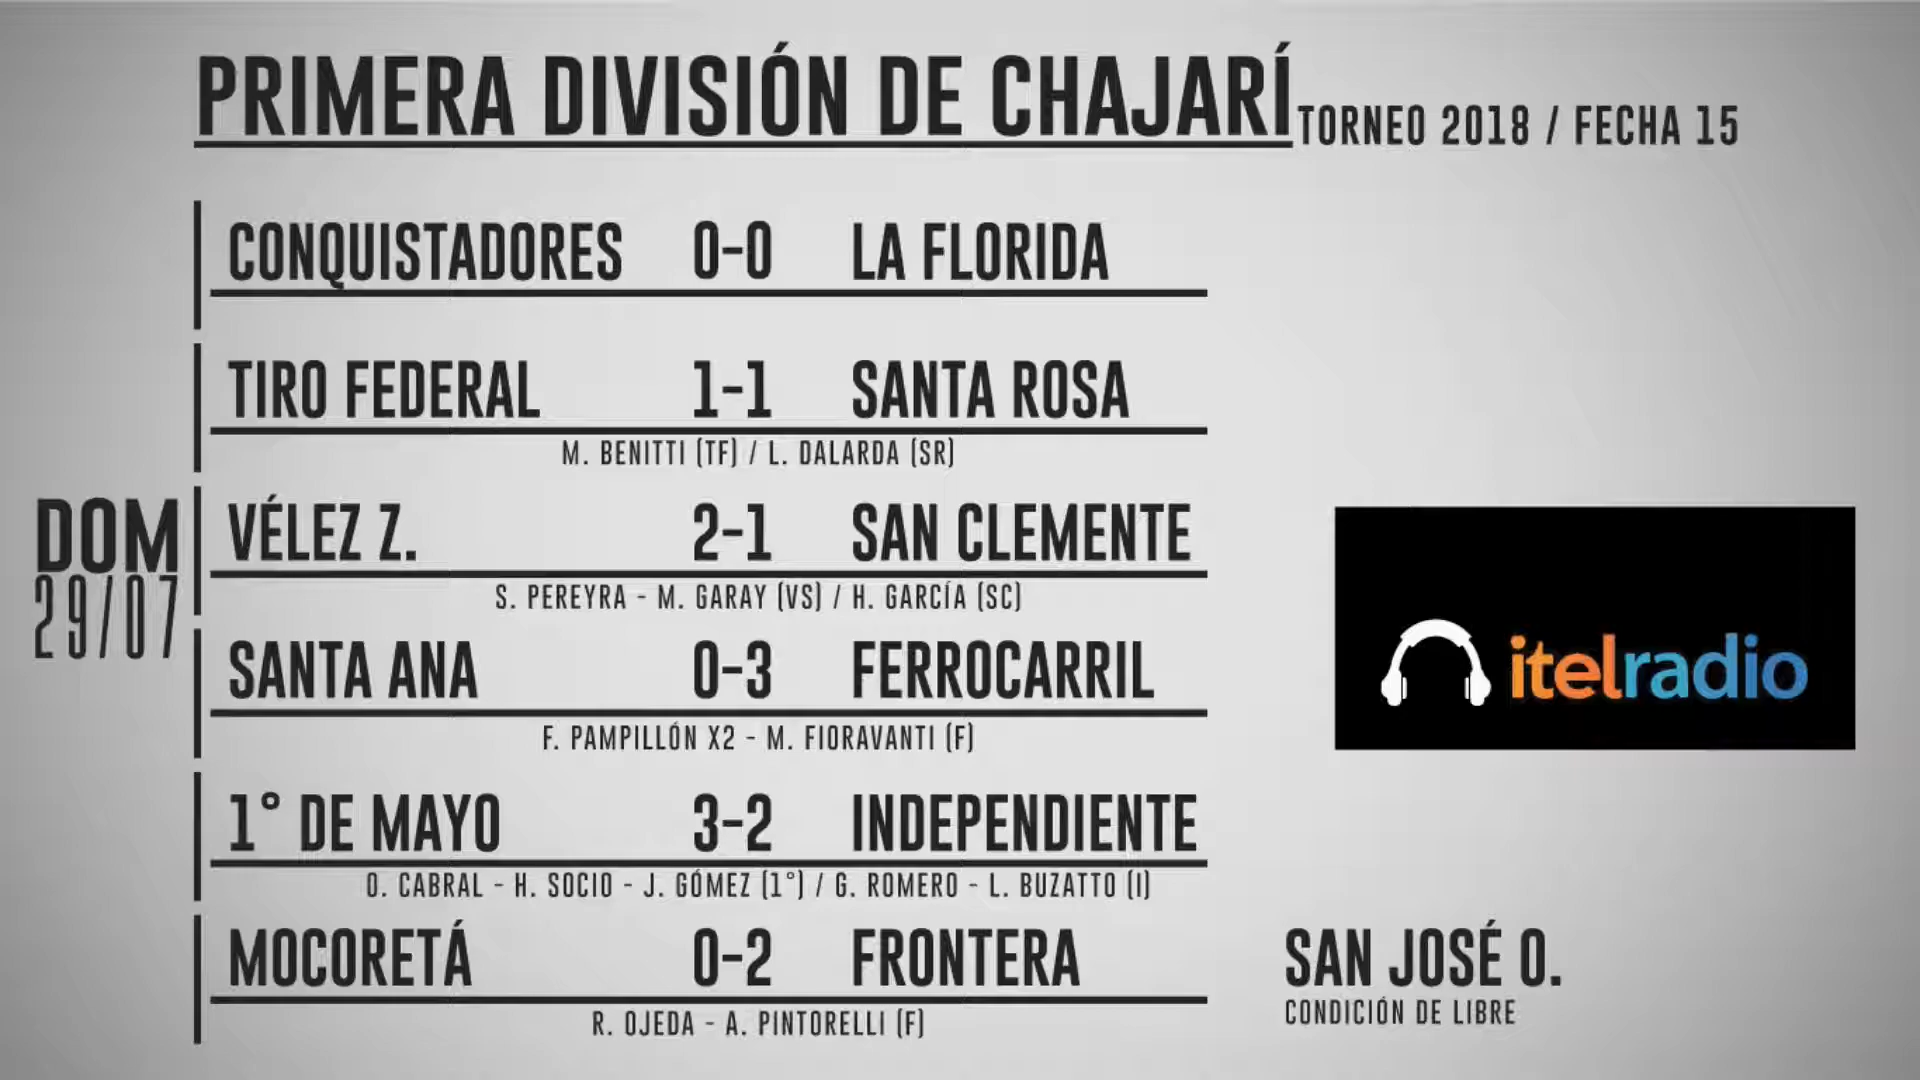 PRIMERA DIVISIÓN DE CHAJARÍ TORNEO 2018 / FECHA 15
DOM
29/07
CONQUISTADORES 0-0 LA FLORIDA
TIRO FEDERAL 1-1 SANTA ROSA
M. BENITTI (TF) / L. DALARDA (SR)
VÉLEZ Z. 2-1 SAN CLEMENTE
S. PEREYRA - M. GARAY (VS) / H. GARCÍA (SC)
SANTA ANA 0-3 FERROCARRIL
F. PAMPILLÓN X2 - M. FIORAVANTI (F)
1° DE MAYO 3-2 INDEPENDIENTE
O. CABRAL - H. SOCIO - J. GÓMEZ (1°) / G. ROMERO - L. BUZATTO (I)
MOCORETÁ 0-2 FRONTERA
R. OJEDA - A. PINTORELLI (F)
itelradio
SAN JOSÉ O.
CONDICIÓN DE LIBRE